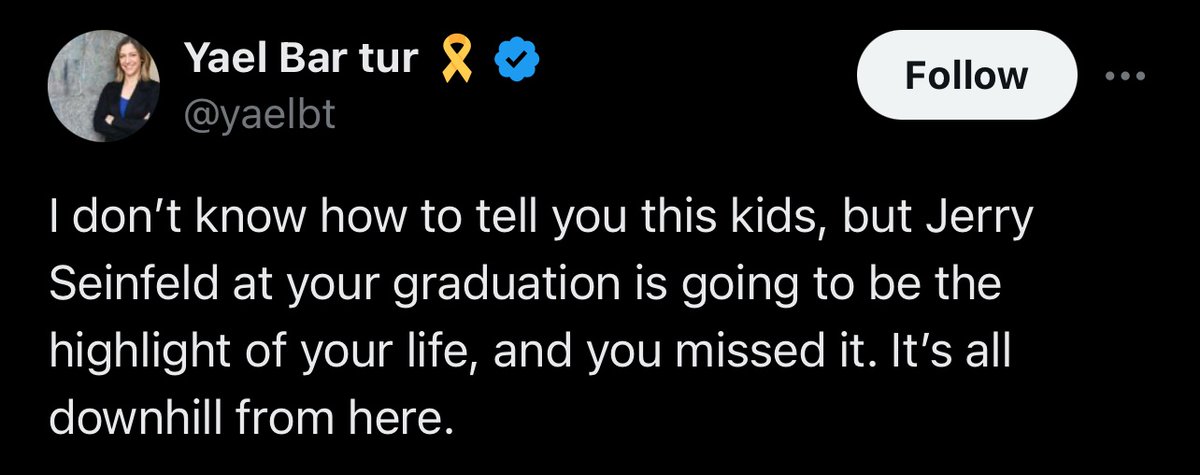 Yael Bar tur 🎗
@yaelbt
Follow
I don’t know how to tell you this kids, but Jerry
Seinfeld at your graduation is going to be the
highlight of your life, and you missed it. It’s all
downhill from here.